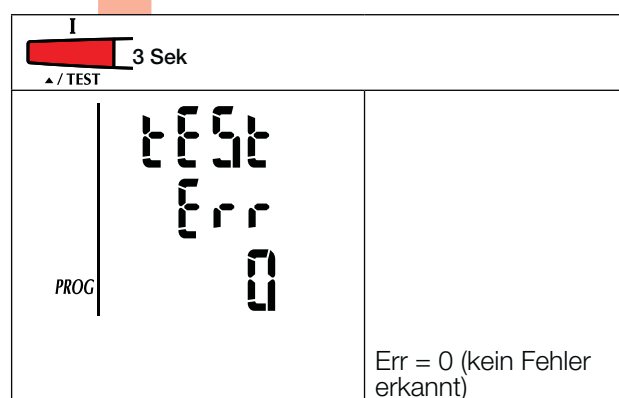 I
3 Sek
▲ / TEST
tESt
Err
PROG 0
Err = 0 (kein Fehler
erkannt)